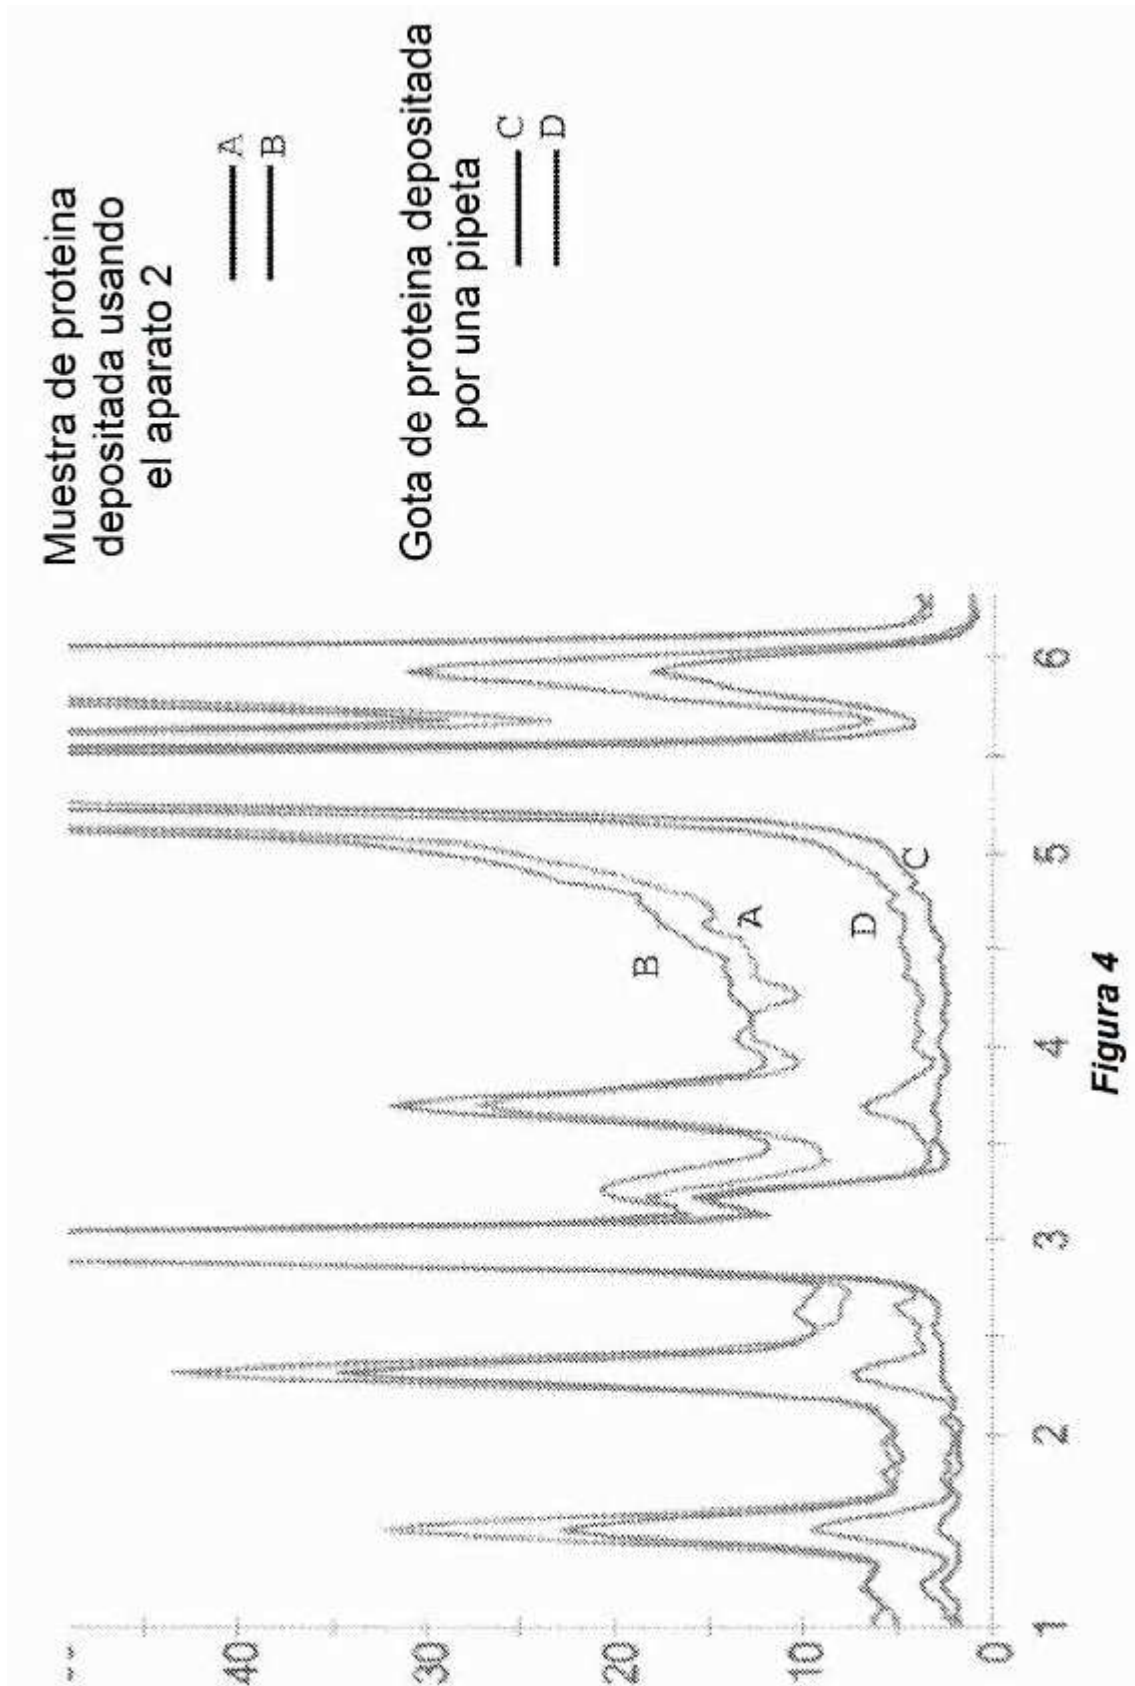 Muestra de proteina
depositada usando
el aparato 2
A
B
Gota de proteina depositada
por una pipeta
C
D
40
30
20
10
0
B
A
D
C
1 2 3 4 5 6
Figura 4